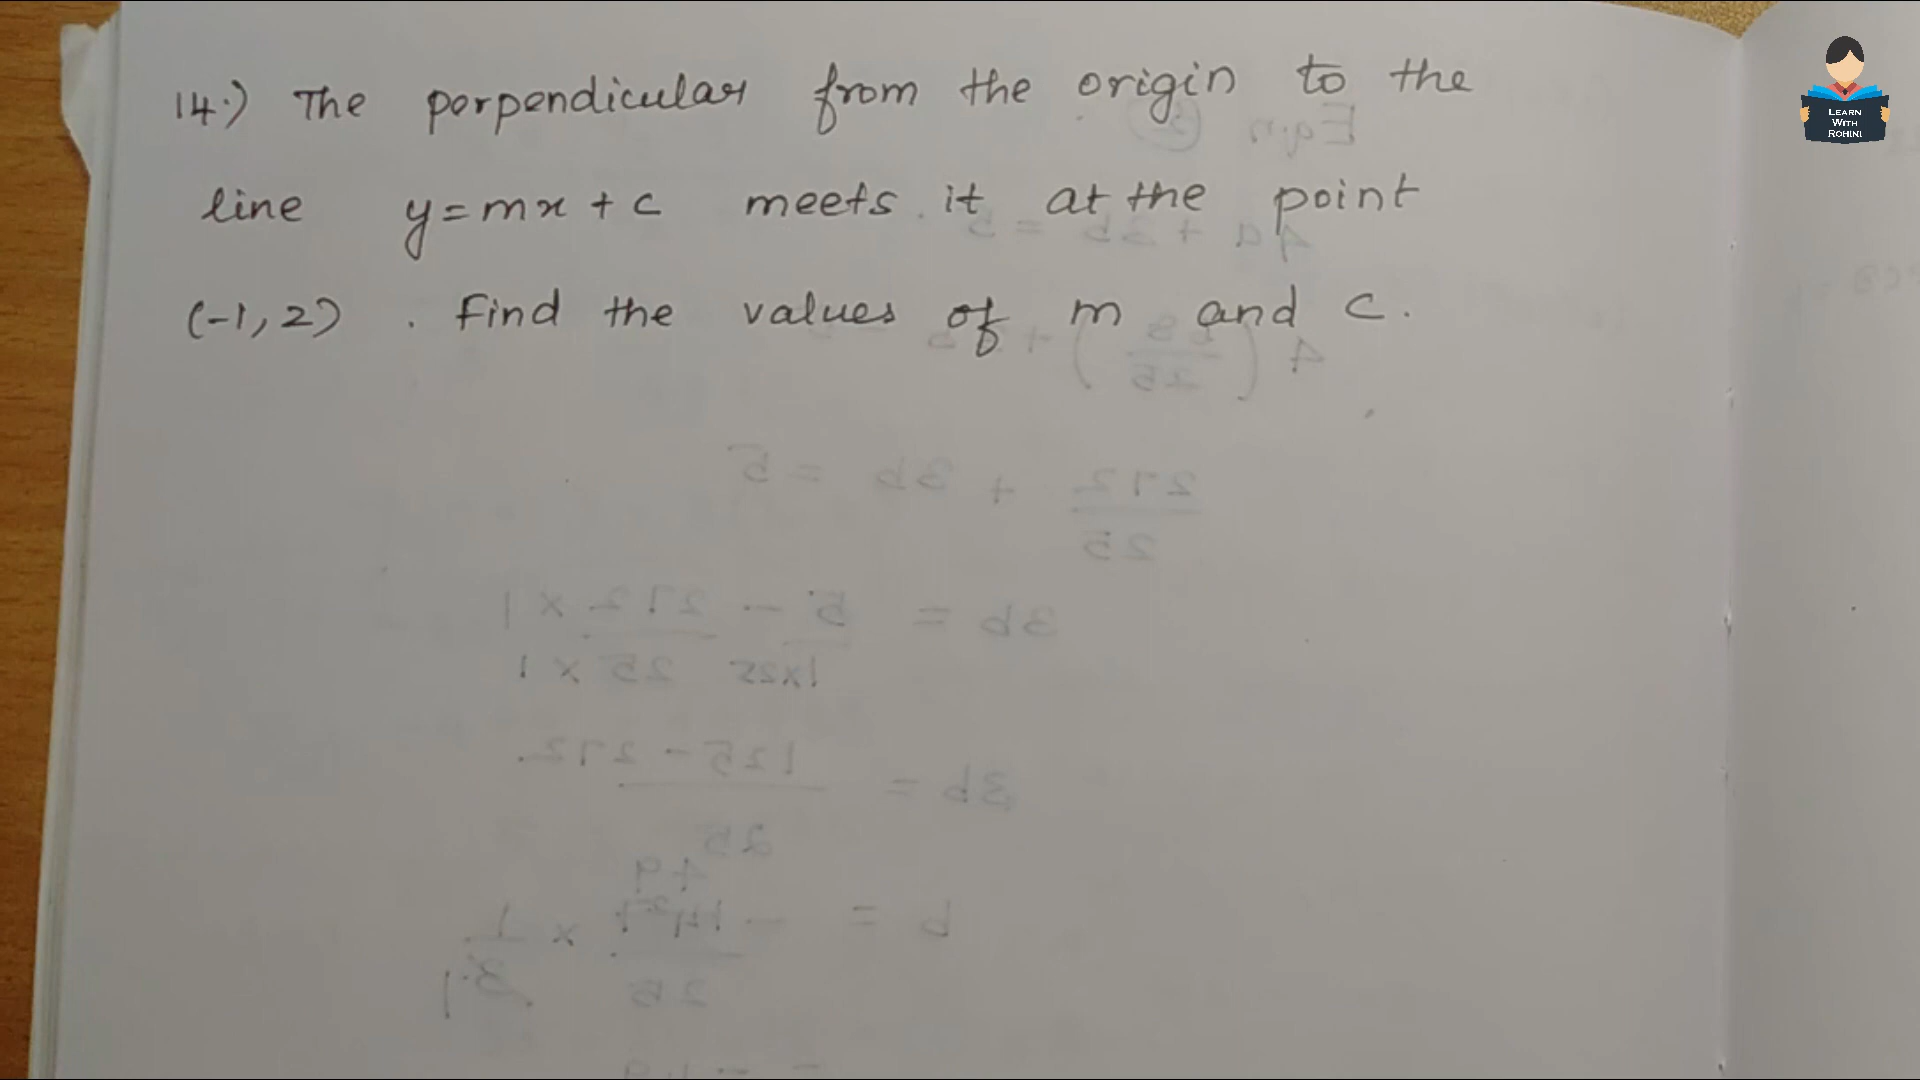 14.) The perpendicular from the origin to the
line y=mx+c meets it at the point
(-1,2). Find the values of m and c.
LEARN
WITH
ROHINI